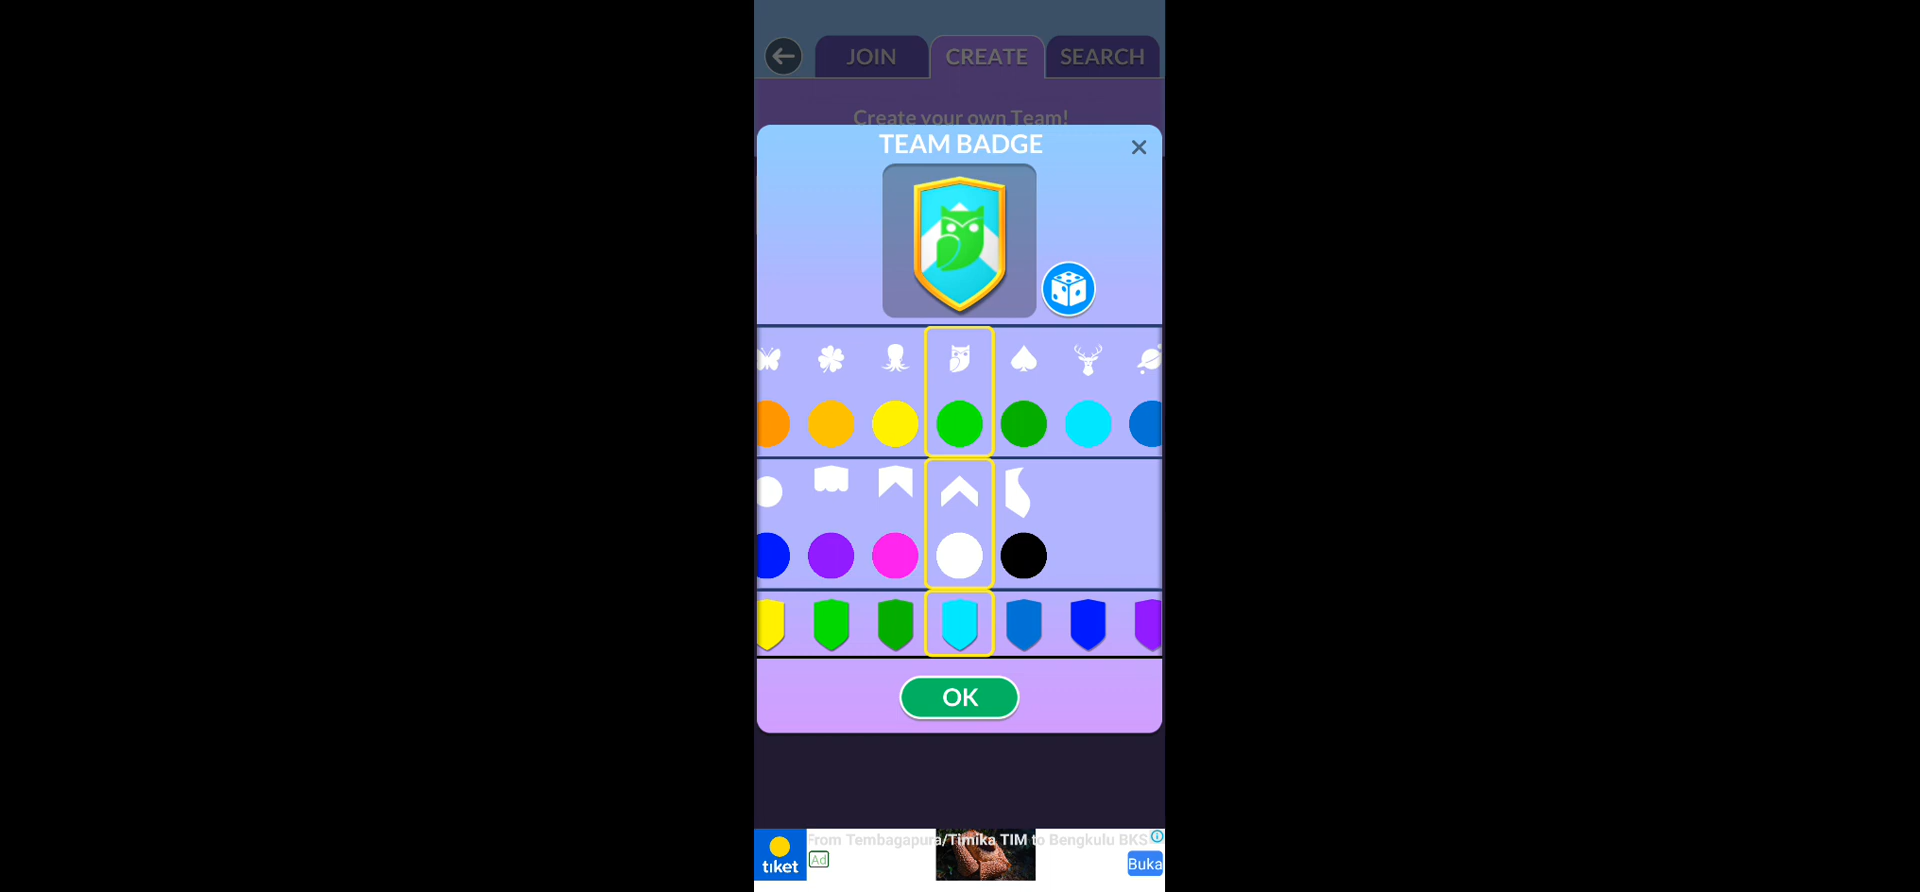 JOIN
CREATE
SEARCH
Create your own Team!
TEAM BADGE
OK
From Tembagapura/Timika TIM to Bengkulu BKS
tiket
Ad
Buka